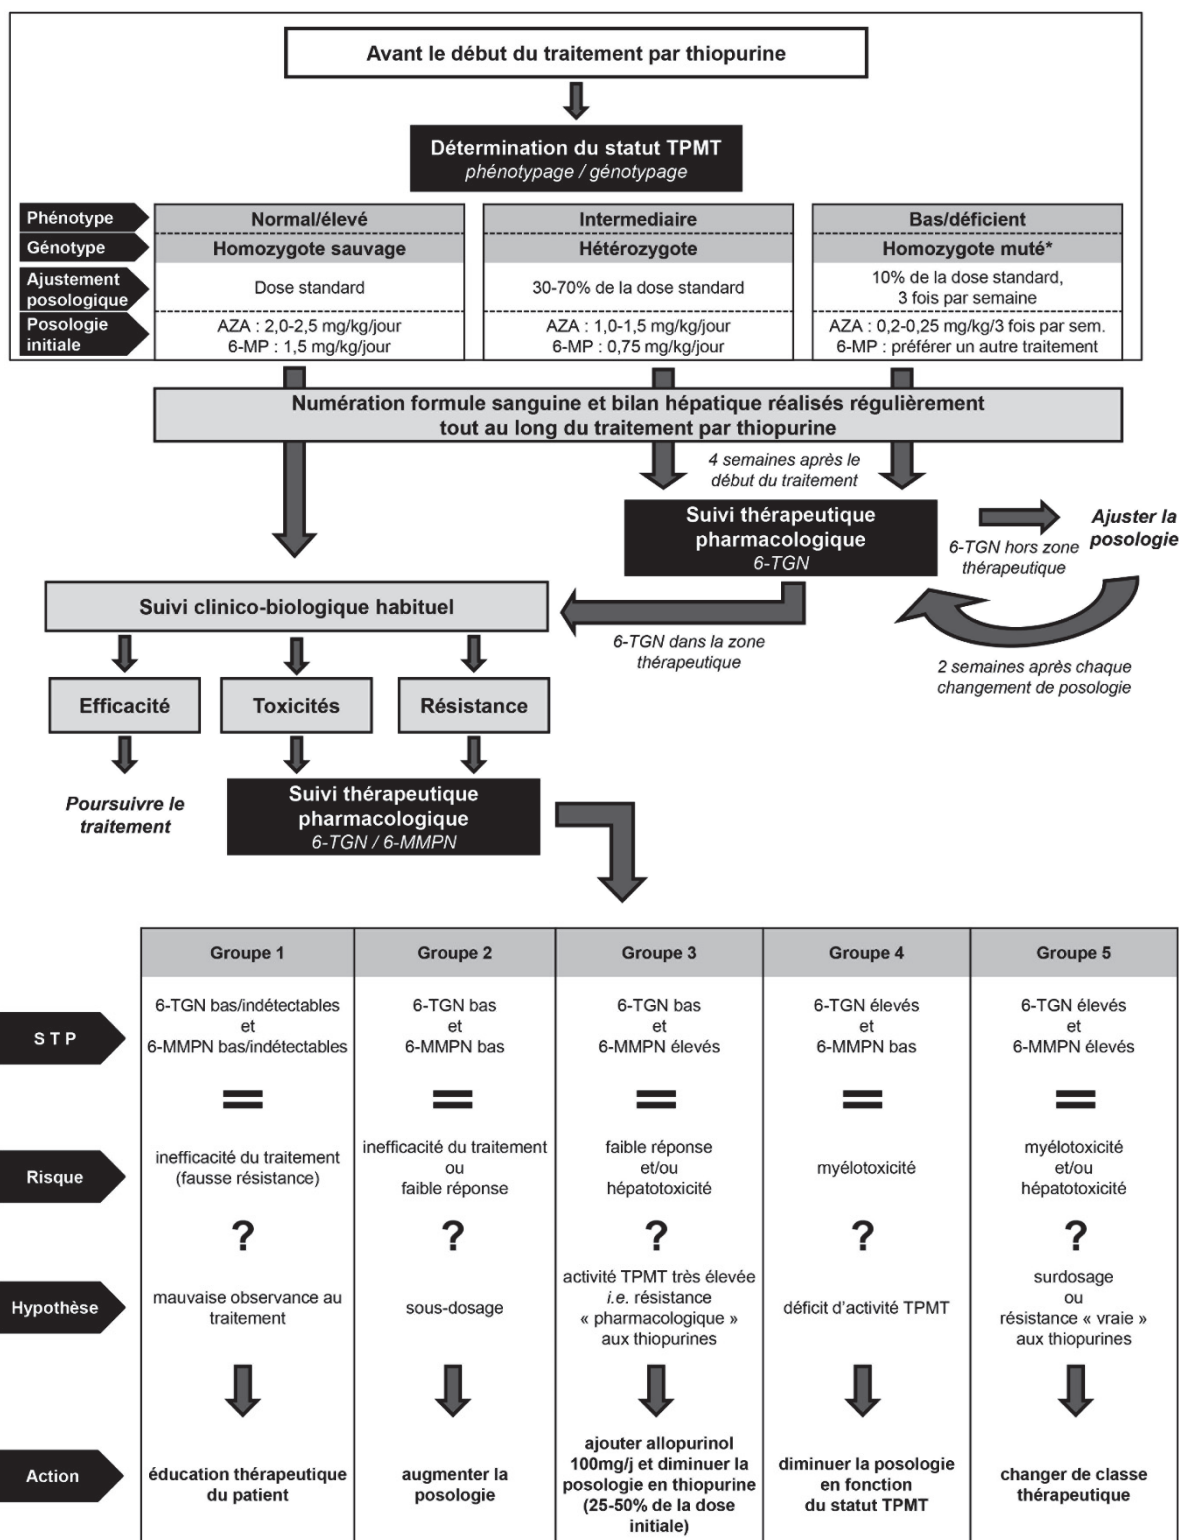 Avant le début du traitement par thiopurine
Détermination du statut TPMT
phénotypage / génotypage
Phénotype
Normal/élevé
Intermediaire
Bas/déficient
Génotype
Homozygote sauvage
Hétérozygote
Homozygote muté*
Ajustement
posologique
Dose standard
30-70% de la dose standard
10% de la dose standard,
3 fois par semaine
Posologie
initiale
AZA : 2,0-2,5 mg/kg/jour
6-MP : 1,5 mg/kg/jour
AZA : 1,0-1,5 mg/kg/jour
6-MP : 0,75 mg/kg/jour
AZA : 0,2-0,25 mg/kg/3 fois par sem.
6-MP : préférer un autre traitement
Numération formule sanguine et bilan hépatique réalisés régulièrement
tout au long du traitement par thiopurine
4 semaines après le
début du traitement
Suivi thérapeutique
pharmacologique
6-TGN
6-TGN hors zone
thérapeutique
Ajuster la
posologie
2 semaines après chaque
changement de posologie
6-TGN dans la zone
thérapeutique
Suivi clinico-biologique habituel
Efficacité
Toxicités
Résistance
Poursuivre le
traitement
Suivi thérapeutique
pharmacologique
6-TGN / 6-MMPN
Groupe 1
Groupe 2
Groupe 3
Groupe 4
Groupe 5
S T P
6-TGN bas/indétectables
et
6-MMPN bas/indétectables
6-TGN bas
et
6-MMPN bas
6-TGN bas
et
6-MMPN élevés
6-TGN élevés
et
6-MMPN bas
6-TGN élevés
et
6-MMPN élevés
=
=
=
=
=
Risque
inefficacité du traitement
(fausse résistance)
inefficacité du traitement
ou
faible réponse
faible réponse
et/ou
hépatotoxicité
myélotoxicité
myélotoxicité
et/ou
hépatotoxicité
?
?
?
?
?
Hypothèse
mauvaise observance au
traitement
sous-dosage
activité TPMT très élevée
i.e. résistance
« pharmacologique »
aux thiopurines
déficit d'activité TPMT
surdosage
ou
résistance « vraie »
aux thiopurines
Action
éducation thérapeutique
du patient
augmenter la
posologie
ajouter allopurinol
100mg/j et diminuer la
posologie en thiopurine
(25-50% de la dose
initiale)
diminuer la posologie
en fonction
du statut TPMT
changer de classe
thérapeutique